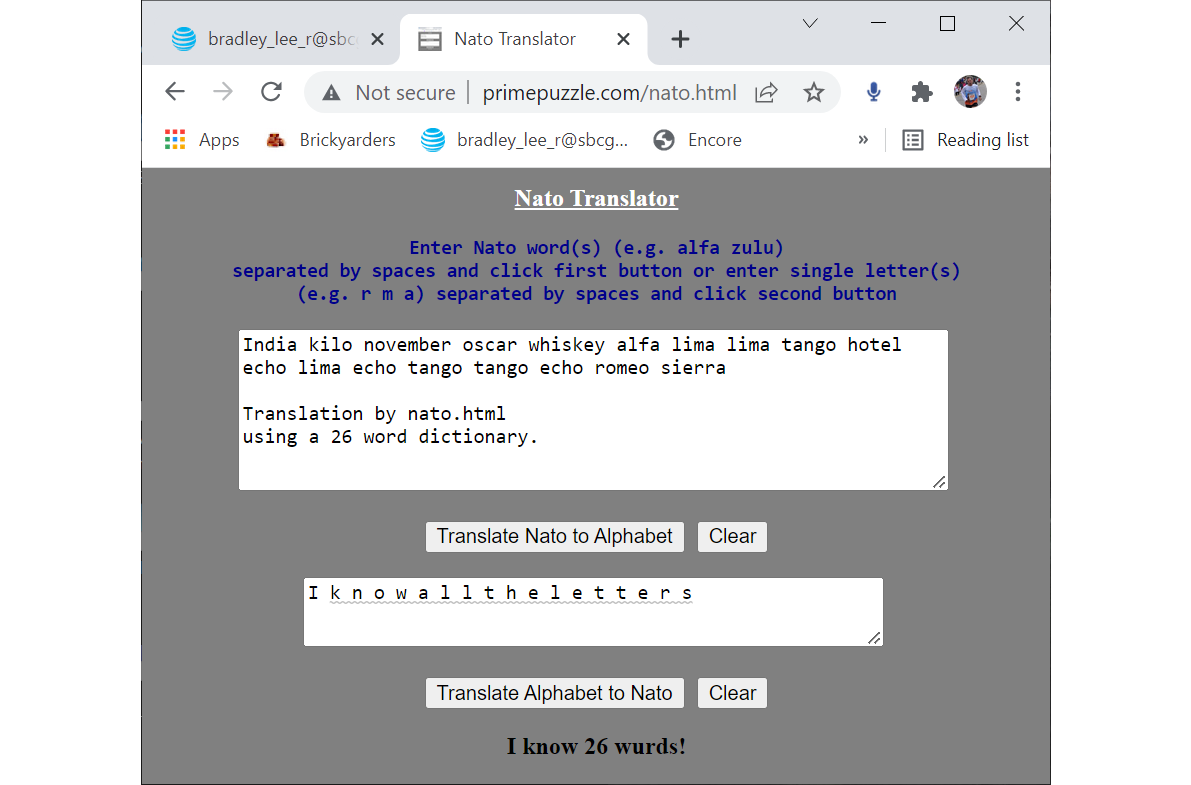 bradley_lee_r@sbc
Nato Translator
Not secure
primepuzzle.com/nato.html
Apps
Brickyarders
bradley_lee_r@sbcg...
Encore
»
Reading list
Nato Translator
Enter Nato word(s) (e.g. alfa zulu)
separated by spaces and click first button or enter single letter(s)
(e.g. r m a) separated by spaces and click second button
India kilo november oscar whiskey alfa lima lima tango hotel
echo lima echo tango tango echo romeo sierra
Translation by nato.html
using a 26 word dictionary.
Translate Nato to Alphabet Clear
I k n o w a l l t h e l e t t e r s
Translate Alphabet to Nato Clear
I know 26 wurds!